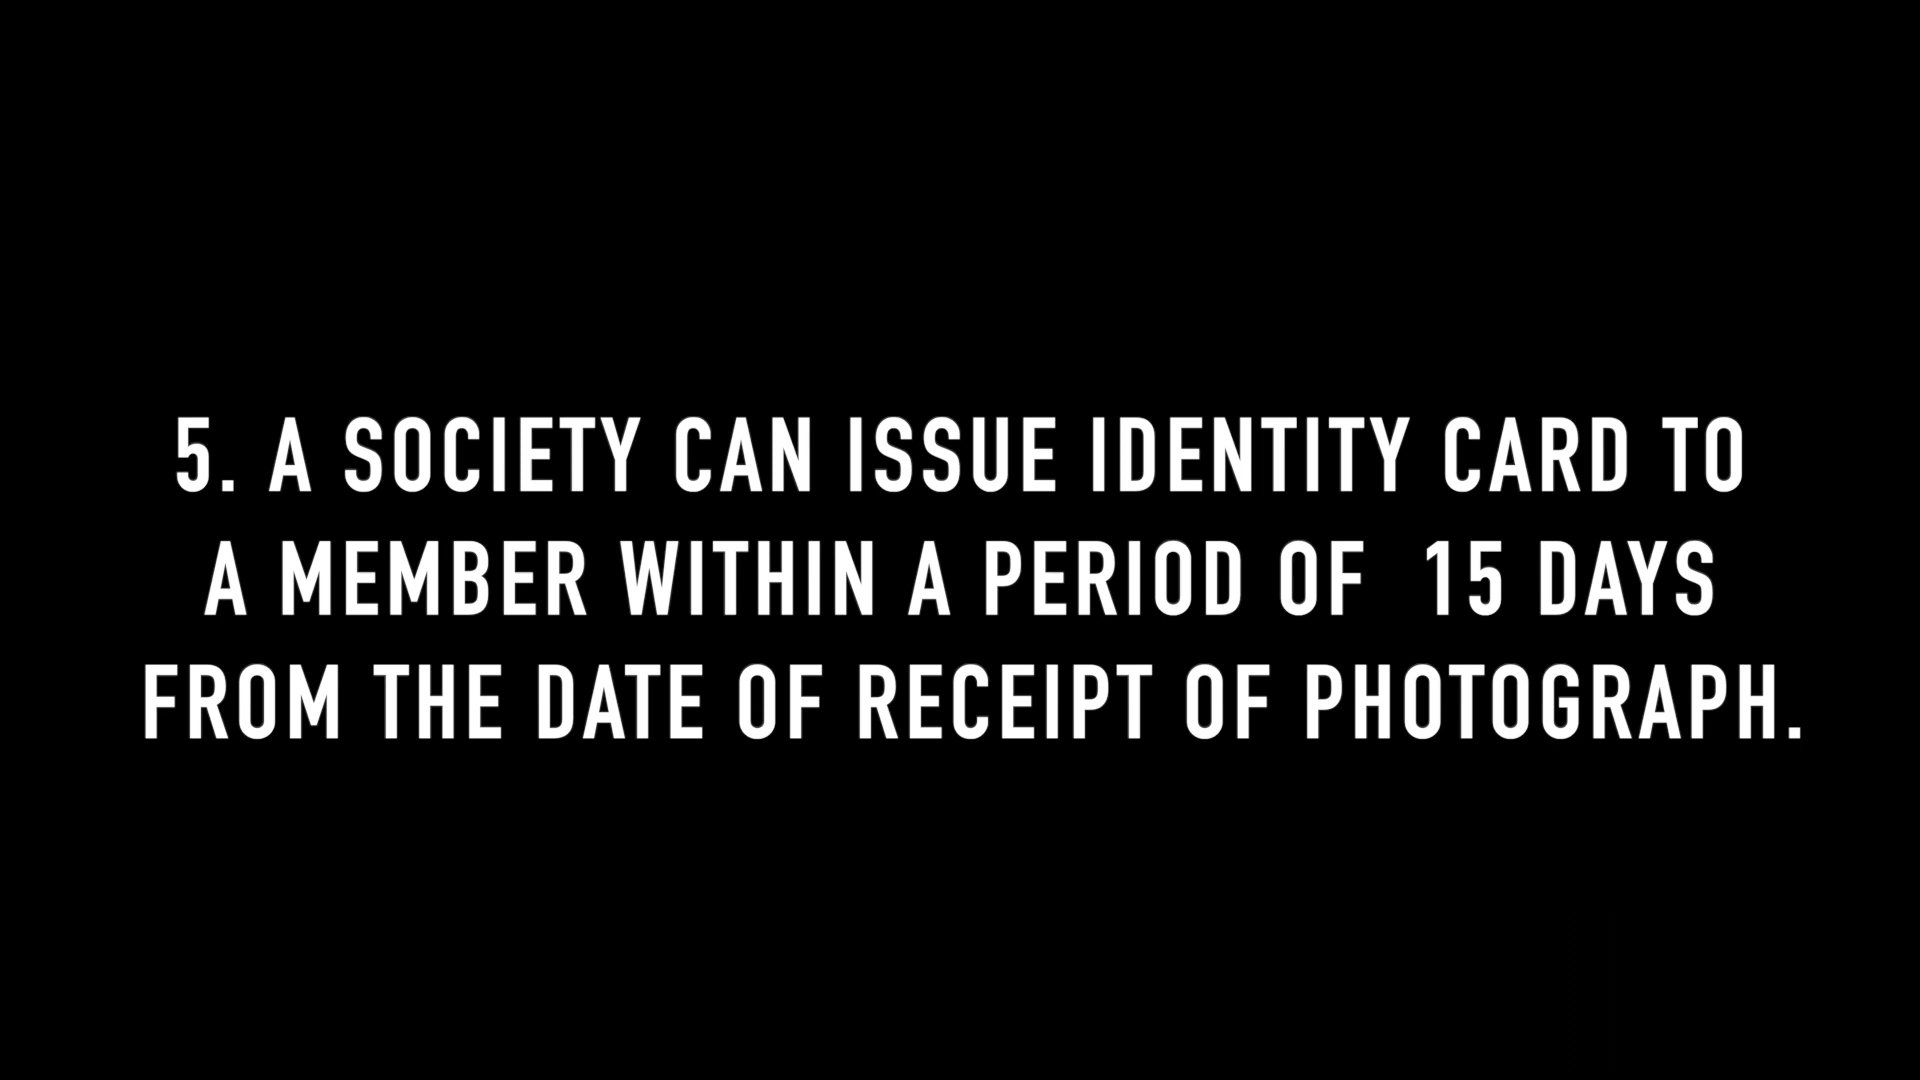 5. A SOCIETY CAN ISSUE IDENTITY CARD TO
A MEMBER WITHIN A PERIOD OF  15 DAYS
FROM THE DATE OF RECEIPT OF PHOTOGRAPH.